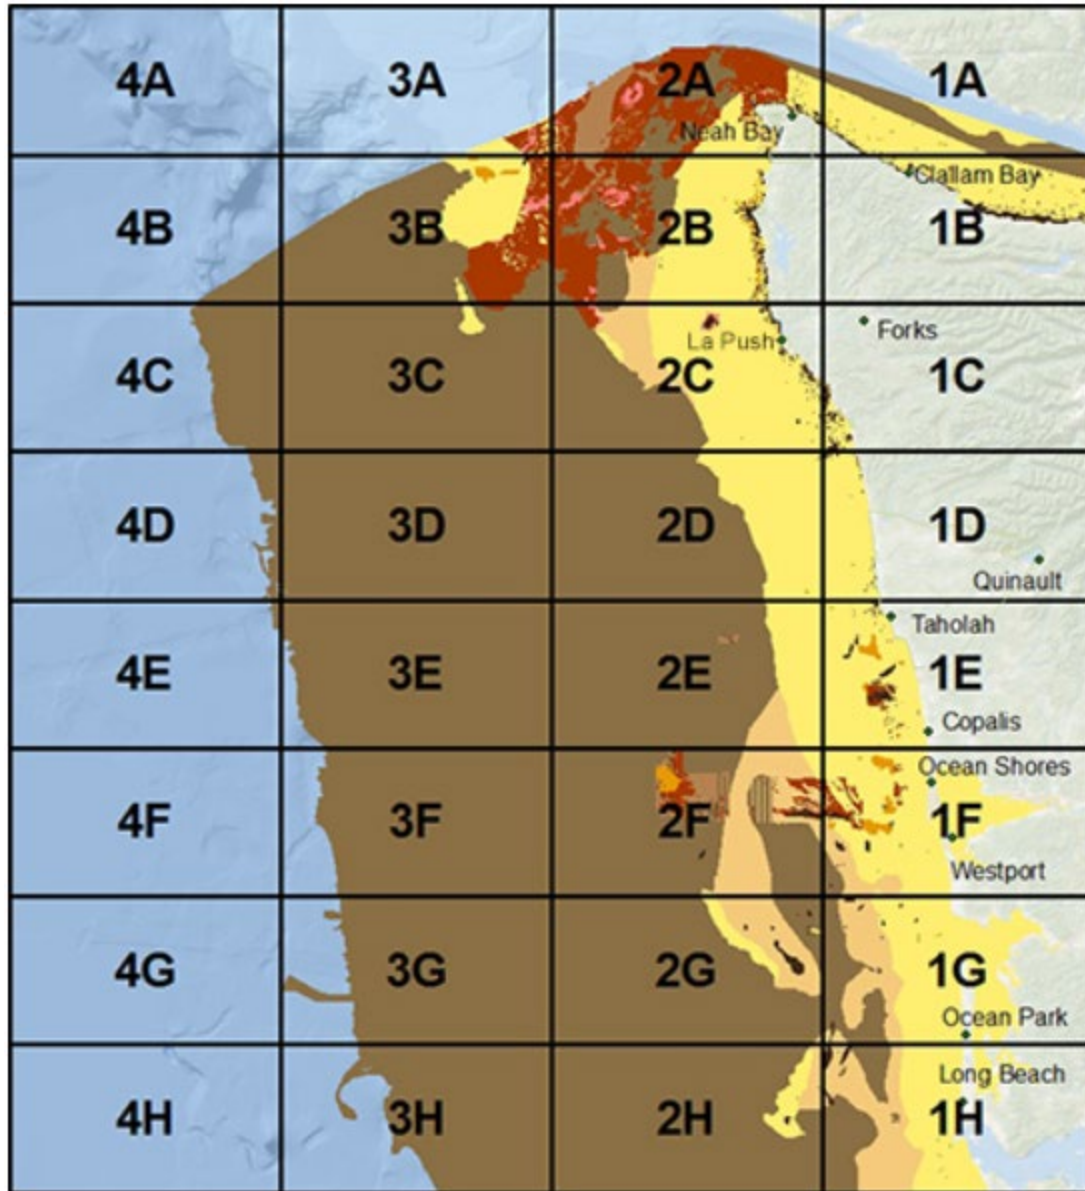 4A 3A 2A 1A
Neah Bay
Clallam Bay
4B 3B 2B 1B
Forks
La Push
4C 3C 2C 1C
4D 3D 2D 1D
Quinault
Taholah
4E 3E 2E 1E
Copalis
Ocean Shores
4F 3F 2F 1F
Westport
4G 3G 2G 1G
Ocean Park
Long Beach
4H 3H 2H 1H